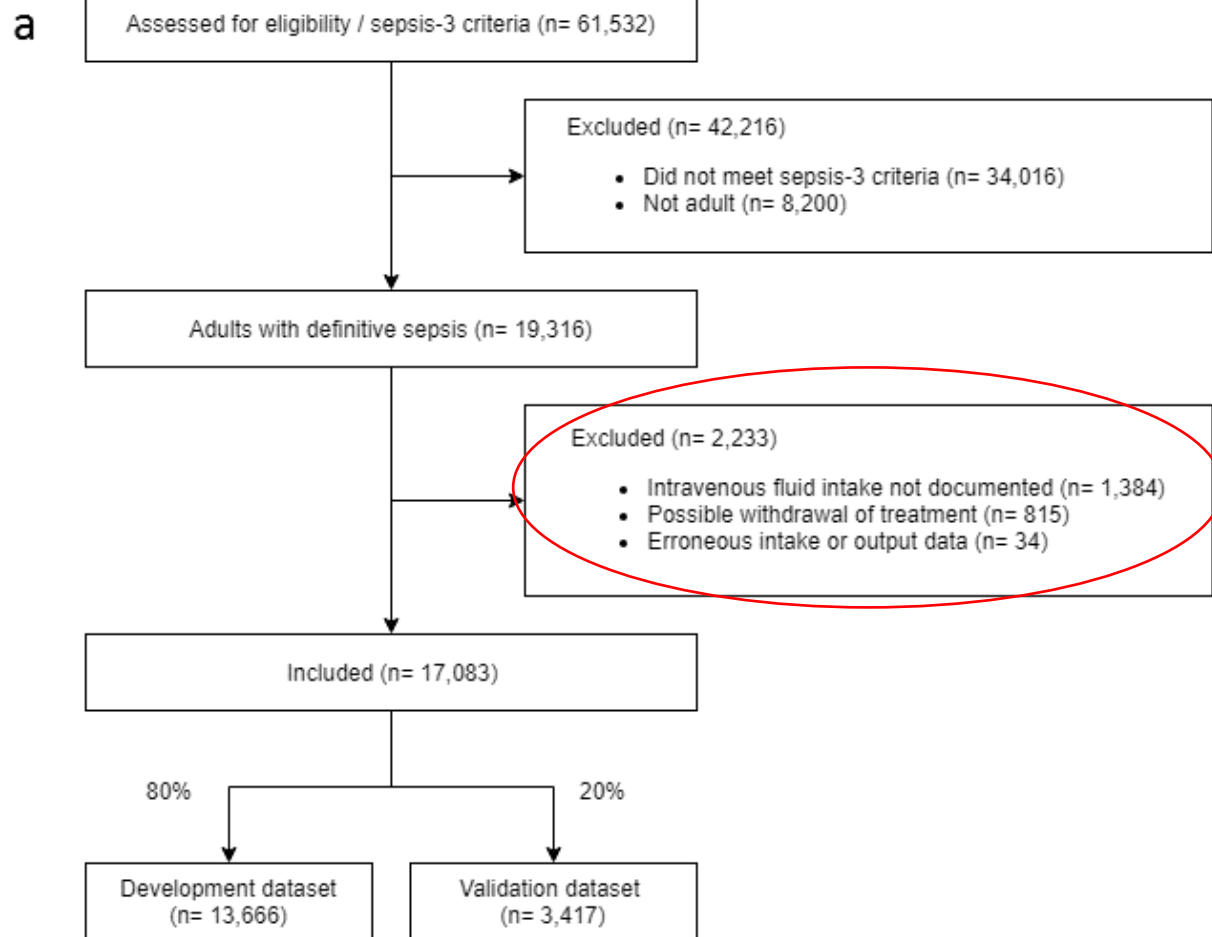 a
Assessed for eligibility / sepsis-3 criteria (n= 61,532)
Excluded (n= 42,216)
• Did not meet sepsis-3 criteria (n= 34,016)
• Not adult (n= 8,200)
Adults with definitive sepsis (n= 19,316)
Excluded (n= 2,233)
• Intravenous fluid intake not documented (n= 1,384)
• Possible withdrawal of treatment (n= 815)
• Erroneous intake or output data (n= 34)
Included (n= 17,083)
80%
20%
Development dataset
(n= 13,666)
Validation dataset
(n= 3,417)